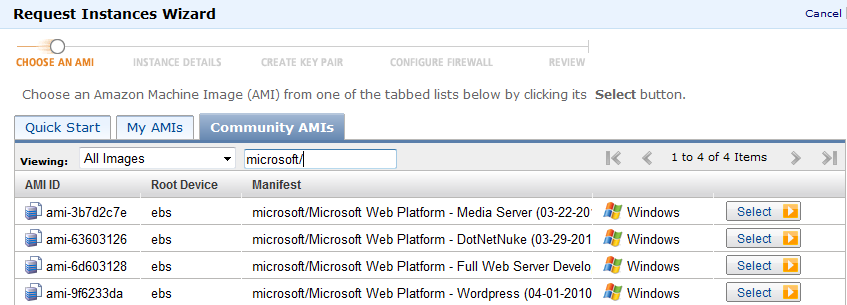 Request Instances Wizard Cancel
CHOOSE AN AMI INSTANCE DETAILS CREATE KEY PAIR CONFIGURE FIREWALL REVIEW
Choose an Amazon Machine Image (AMI) from one of the tabbed lists below by clicking its Select button.
Quick Start My AMIs Community AMIs
Viewing: All Images microsoft/ 1 to 4 of 4 Items
AMI ID Root Device Manifest
ami-3b7d2c7e ebs microsoft/Microsoft Web Platform - Media Server (03-22-20 Windows Select
ami-63603126 ebs microsoft/Microsoft Web Platform - DotNetNuke (03-29-201 Windows Select
ami-6d603128 ebs microsoft/Microsoft Web Platform - Full Web Server Develo Windows Select
ami-9f6233da ebs microsoft/Microsoft Web Platform - Wordpress (04-01-2010 Windows Select